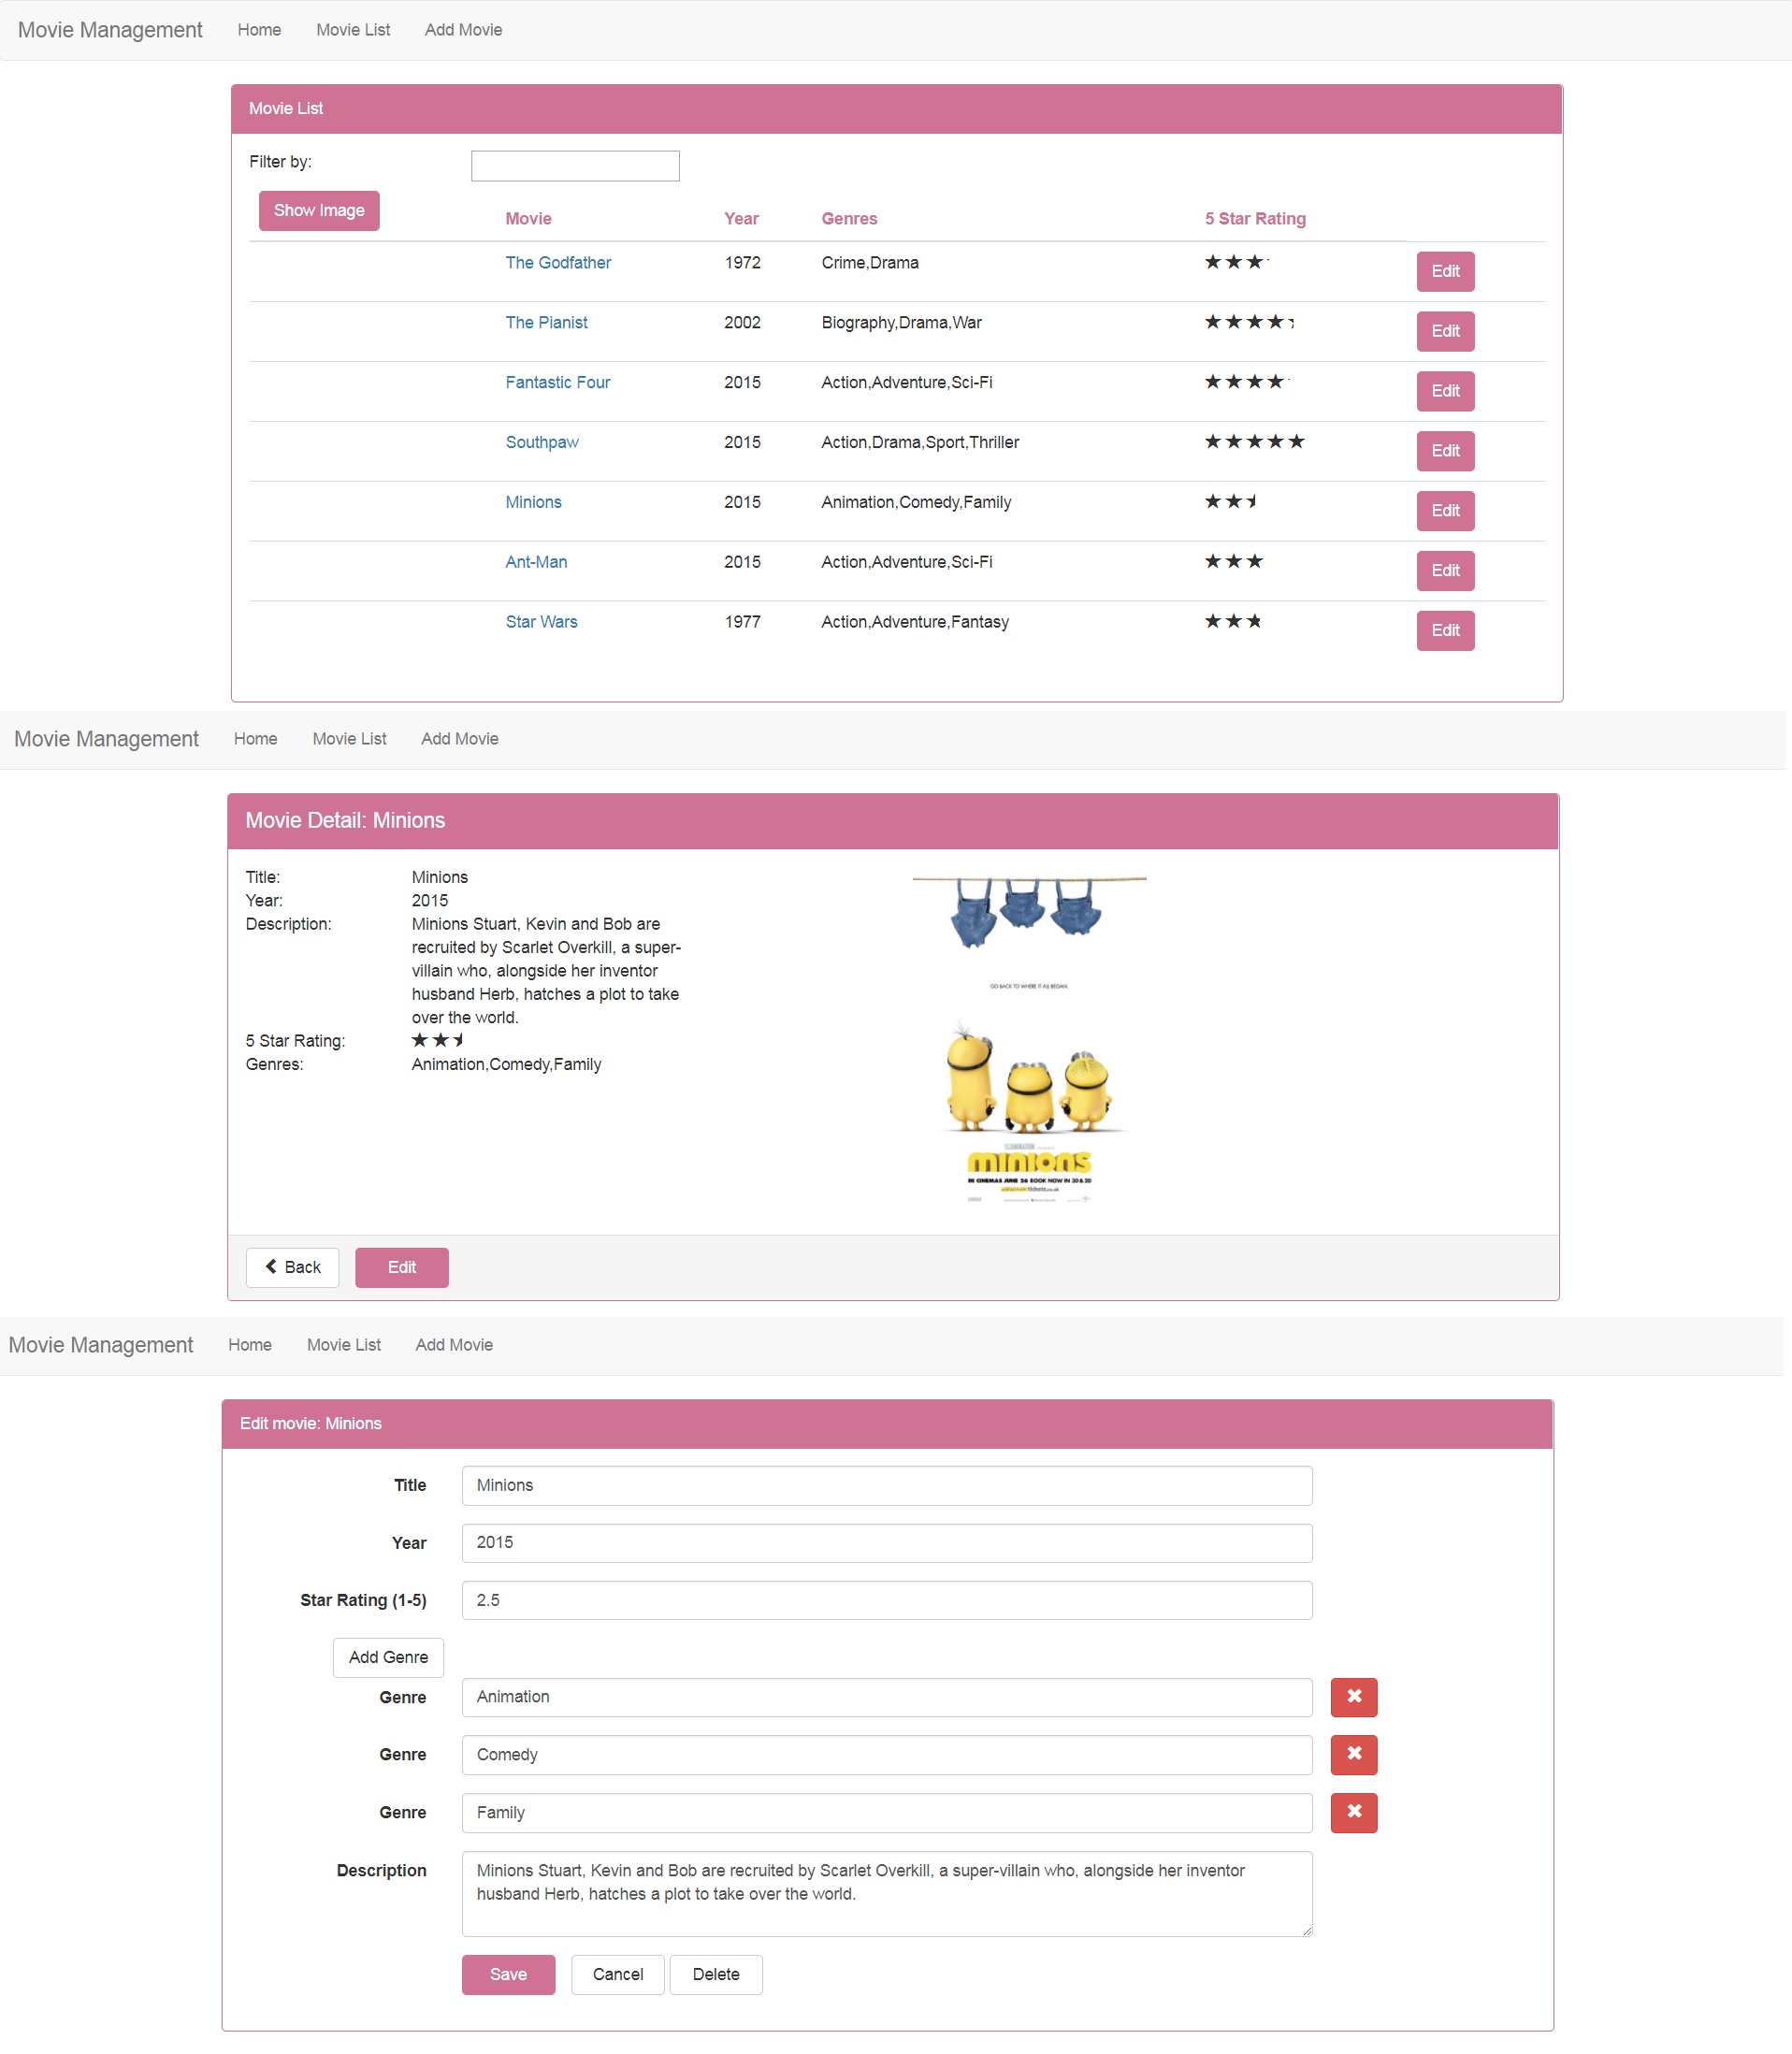 Movie Management Home Movie List Add Movie
Movie List
Filter by:
Show Image Movie Year Genres 5 Star Rating
The Godfather 1972 Crime,Drama Edit
The Pianist 2002 Biography,Drama,War Edit
Fantastic Four 2015 Action,Adventure,Sci-Fi Edit
Southpaw 2015 Action,Drama,Sport,Thriller Edit
Minions 2015 Animation,Comedy,Family Edit
Ant-Man 2015 Action,Adventure,Sci-Fi Edit
Star Wars 1977 Action,Adventure,Fantasy Edit
Movie Management Home Movie List Add Movie
Movie Detail: Minions
Title: Minions
Year: 2015
Description: Minions Stuart, Kevin and Bob are
recruited by Scarlet Overkill, a super-
villain who, alongside her inventor
husband Herb, hatches a plot to take
over the world.
5 Star Rating:
Genres: Animation,Comedy,Family
GO BACK TO WHERE IT ALL BEGAN
ILLUMINATION
minions
IN CINEMAS JUNE 26 BOOK NOW IN 3D & 2D
Back Edit
Movie Management Home Movie List Add Movie
Edit movie: Minions
Title Minions
Year 2015
Star Rating (1-5) 2.5
Add Genre
Genre Animation
Genre Comedy
Genre Family
Description Minions Stuart, Kevin and Bob are recruited by Scarlet Overkill, a super-villain who, alongside her inventor
husband Herb, hatches a plot to take over the world.
Save Cancel Delete